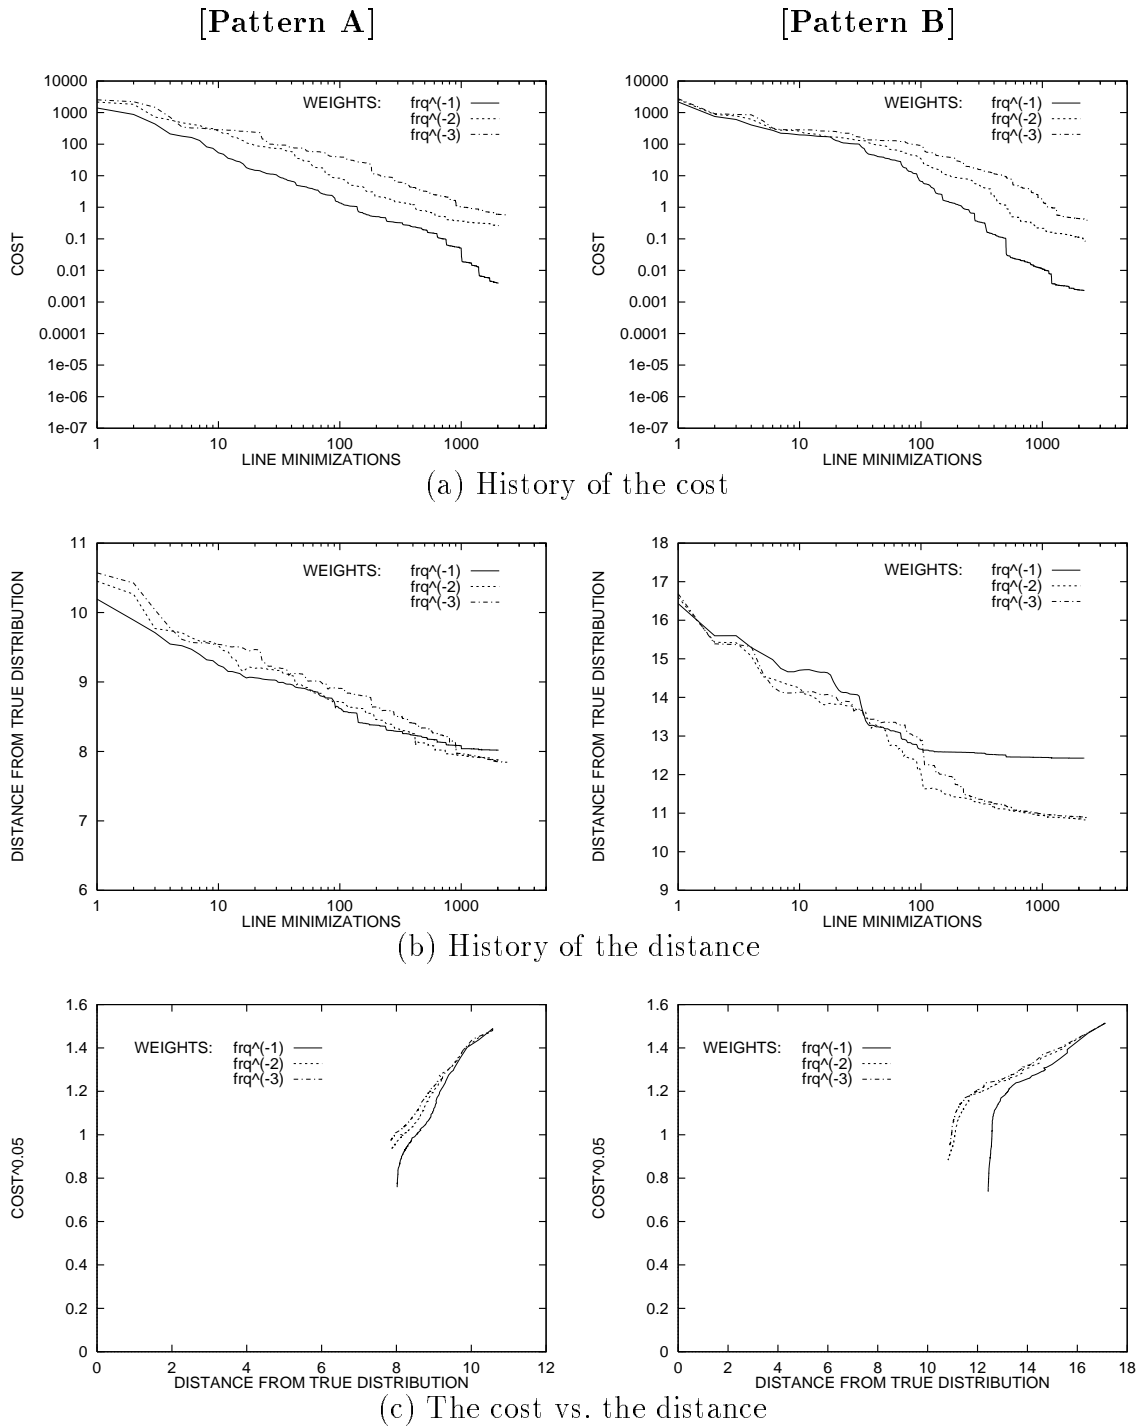 [Pattern A]
[Pattern B]
10000
1000
100
10
1
0.1
0.01
0.001
0.0001
1e-05
1e-06
1e-07
COST
WEIGHTS:
frq^(-1)
frq^(-2)
frq^(-3)
1
10
100
1000
LINE MINIMIZATIONS
10000
1000
100
10
1
0.1
0.01
0.001
0.0001
1e-05
1e-06
1e-07
COST
WEIGHTS:
frq^(-1)
frq^(-2)
frq^(-3)
1
10
100
1000
LINE MINIMIZATIONS
(a) History of the cost
11
10
9
8
7
6
DISTANCE FROM TRUE DISTRIBUTION
WEIGHTS:
frq^(-1)
frq^(-2)
frq^(-3)
1
10
100
1000
LINE MINIMIZATIONS
18
17
16
15
14
13
12
11
10
9
DISTANCE FROM TRUE DISTRIBUTION
WEIGHTS:
frq^(-1)
frq^(-2)
frq^(-3)
1
10
100
1000
LINE MINIMIZATIONS
(b) History of the distance
1.6
1.4
1.2
1
0.8
0.6
0.4
0.2
0
COST^0.05
WEIGHTS:
frq^(-1)
frq^(-2)
frq^(-3)
0
2
4
6
8
10
12
DISTANCE FROM TRUE DISTRIBUTION
1.6
1.4
1.2
1
0.8
0.6
0.4
0.2
0
COST^0.05
WEIGHTS:
frq^(-1)
frq^(-2)
frq^(-3)
0
2
4
6
8
10
12
14
16
18
DISTANCE FROM TRUE DISTRIBUTION
(c) The cost vs. the distance